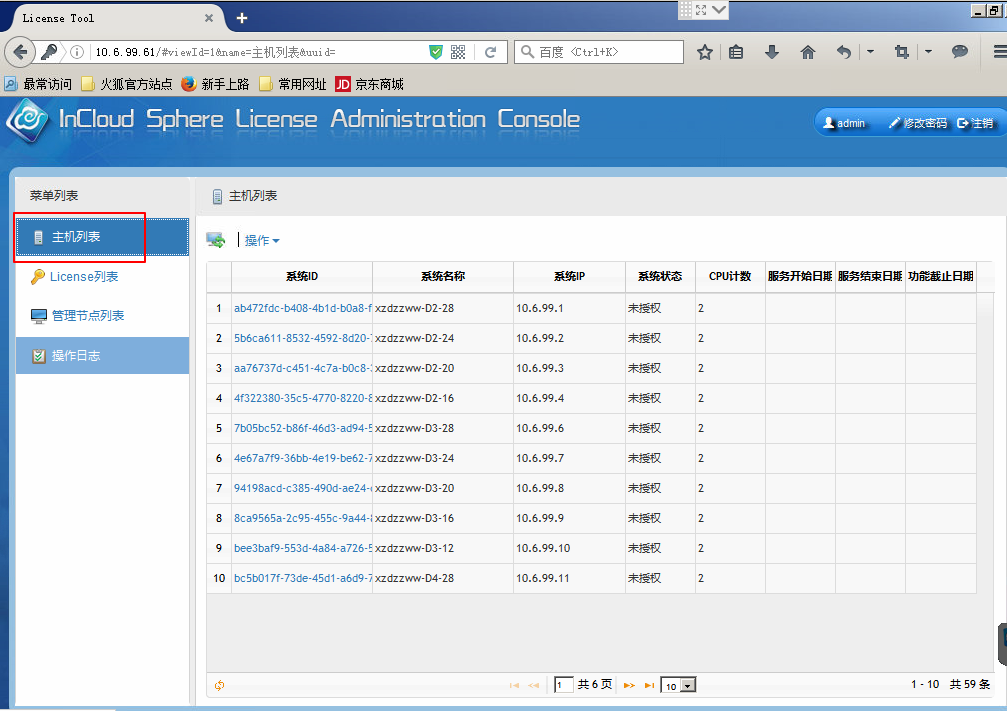 License Tool
10.6.99.61/#viewId=1&name=主机列表&uuid=
百度 <Ctrl+K>
最常访问 火狐官方站点 新手上路 常用网址 JD 京东商城
InCloud Sphere License Administration Console
admin 修改密码 注销
菜单列表
主机列表
License列表
管理节点列表
操作日志
主机列表
操作
系统ID 系统名称 系统IP 系统状态 CPU计数 服务开始日期 服务结束日期 功能截止日期
1 ab472fdc-b408-4b1d-b0a8-f xzdzzww-D2-28 10.6.99.1 未授权 2
2 5b6ca611-8532-4592-8d20- xzdzzww-D2-24 10.6.99.2 未授权 2
3 aa76737d-c451-4c7a-b0c8- xzdzzww-D2-20 10.6.99.3 未授权 2
4 4f322380-35c5-4770-8220-8 xzdzzww-D2-16 10.6.99.4 未授权 2
5 7b05bc52-b86f-46d3-ad94-5 xzdzzww-D3-28 10.6.99.6 未授权 2
6 4e67a7f9-36bb-4e19-be62-7 xzdzzww-D3-24 10.6.99.7 未授权 2
7 94198acd-c385-490d-ae24- xzdzzww-D3-20 10.6.99.8 未授权 2
8 8ca9565a-2c95-455c-9a44- xzdzzww-D3-16 10.6.99.9 未授权 2
9 bee3baf9-553d-4a84-a726-5 xzdzzww-D3-12 10.6.99.10 未授权 2
10 bc5b017f-73de-45d1-a6d9-7 xzdzzww-D4-28 10.6.99.11 未授权 2
1 共 6 页 10 1 - 10 共 59 条